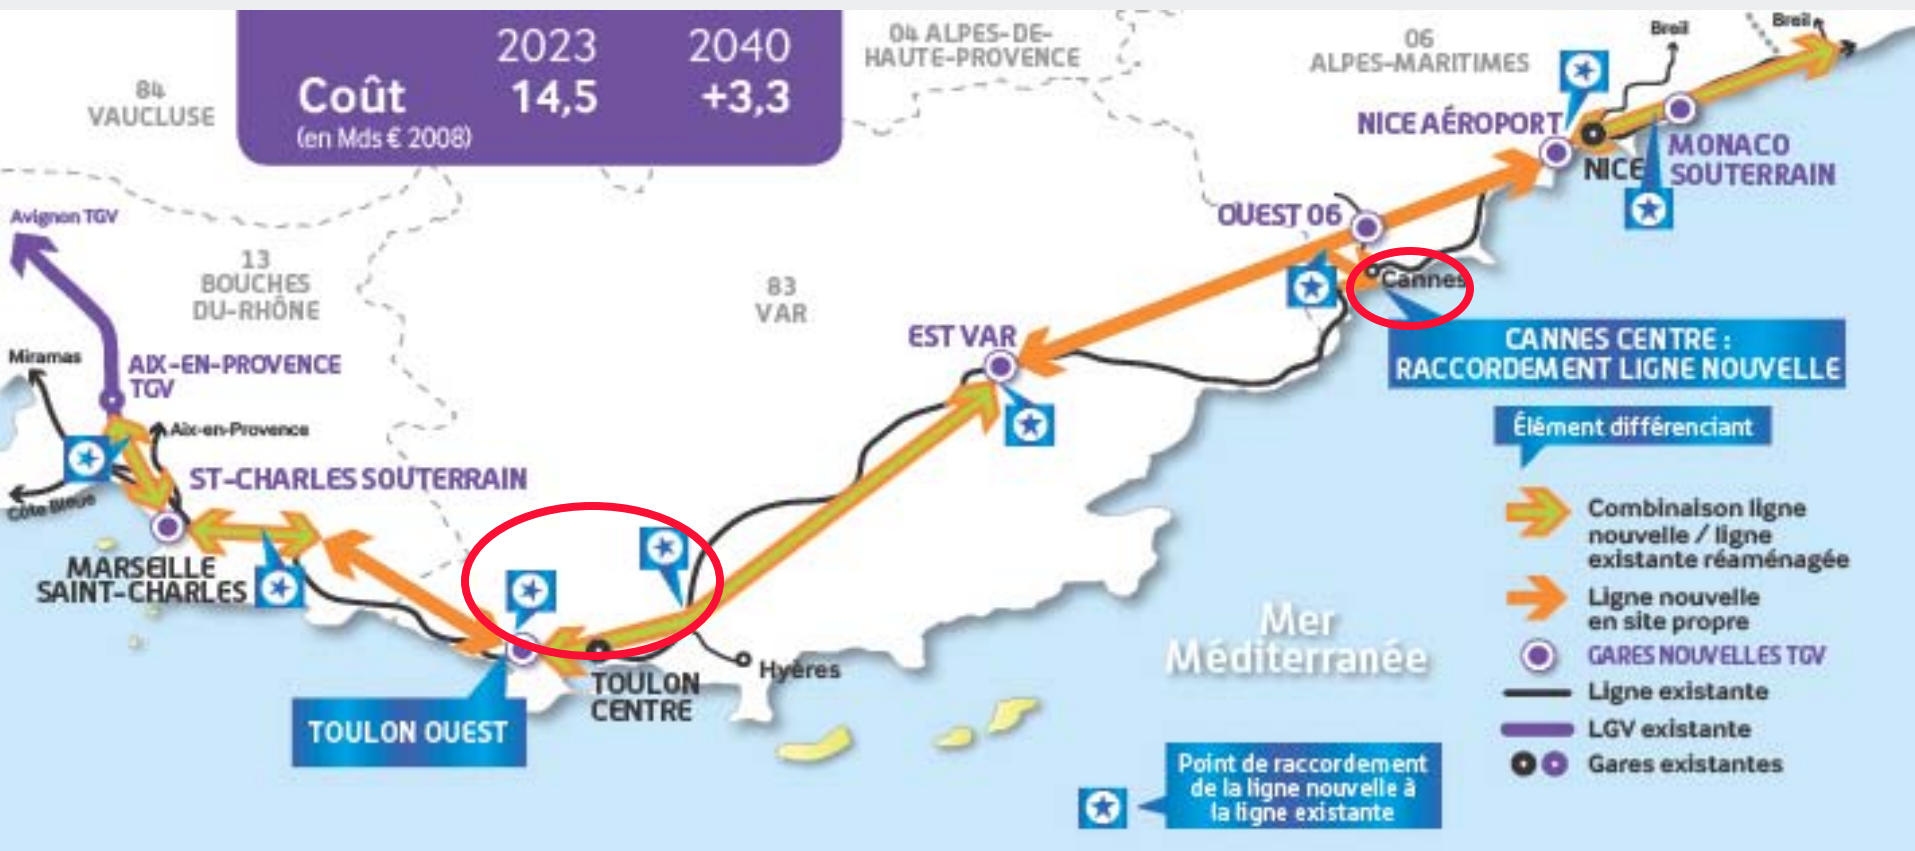 2023 2040
Coût 14,5 +3,3
(en Mds € 2008)
84
VAUCLUSE
04 ALPES-DE-
HAUTE-PROVENCE
06
ALPES-MARITIMES
Breil
Breil
NICE AÉROPORT
NICE
MONACO
SOUTERRAIN
OUEST 06
Cannes
CANNES CENTRE :
RACCORDEMENT LIGNE NOUVELLE
Avignon TGV
13
BOUCHES
DU-RHÔNE
83
VAR
EST VAR
Miramas
AIX-EN-PROVENCE
TGV
Aix-en-Provence
ST-CHARLES SOUTERRAIN
Côte Bleue
MARSEILLE
SAINT-CHARLES
TOULON OUEST
TOULON
CENTRE
Hyères
Mer
Méditerranée
Élément différenciant
Combinaison ligne
nouvelle / ligne
existante réaménagée
Ligne nouvelle
en site propre
GARES NOUVELLES TGV
Ligne existante
LGV existante
Gares existantes
Point de raccordement
de la ligne nouvelle à
la ligne existante